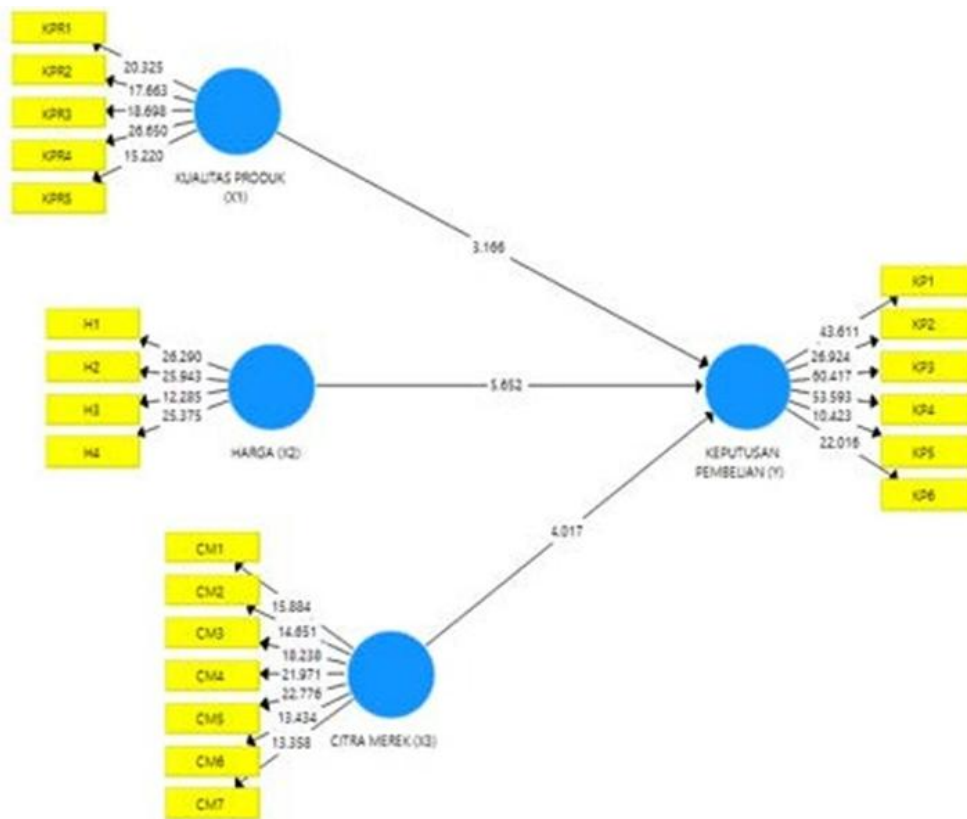 KPR1
20.325
KPR2
17.663
KPR3
18.698
KPR4
26.650
KPR5
15.220
KUALITAS PRODUK
(X1)
3.166
H1
26.290
H2
25.943
H3
12.285
H4
25.375
HARGA (X2)
5.652
KP1
43.611
KP2
26.924
KP3
60.417
KP4
53.593
KP5
10.423
KP6
22.016
KEPUTUSAN
PEMBELIAN (Y)
4.017
CM1
15.884
CM2
14.651
CM3
18.238
CM4
21.971
CM5
22.776
CM6
13.434
CM7
13.358
CITRA MEREK (X3)